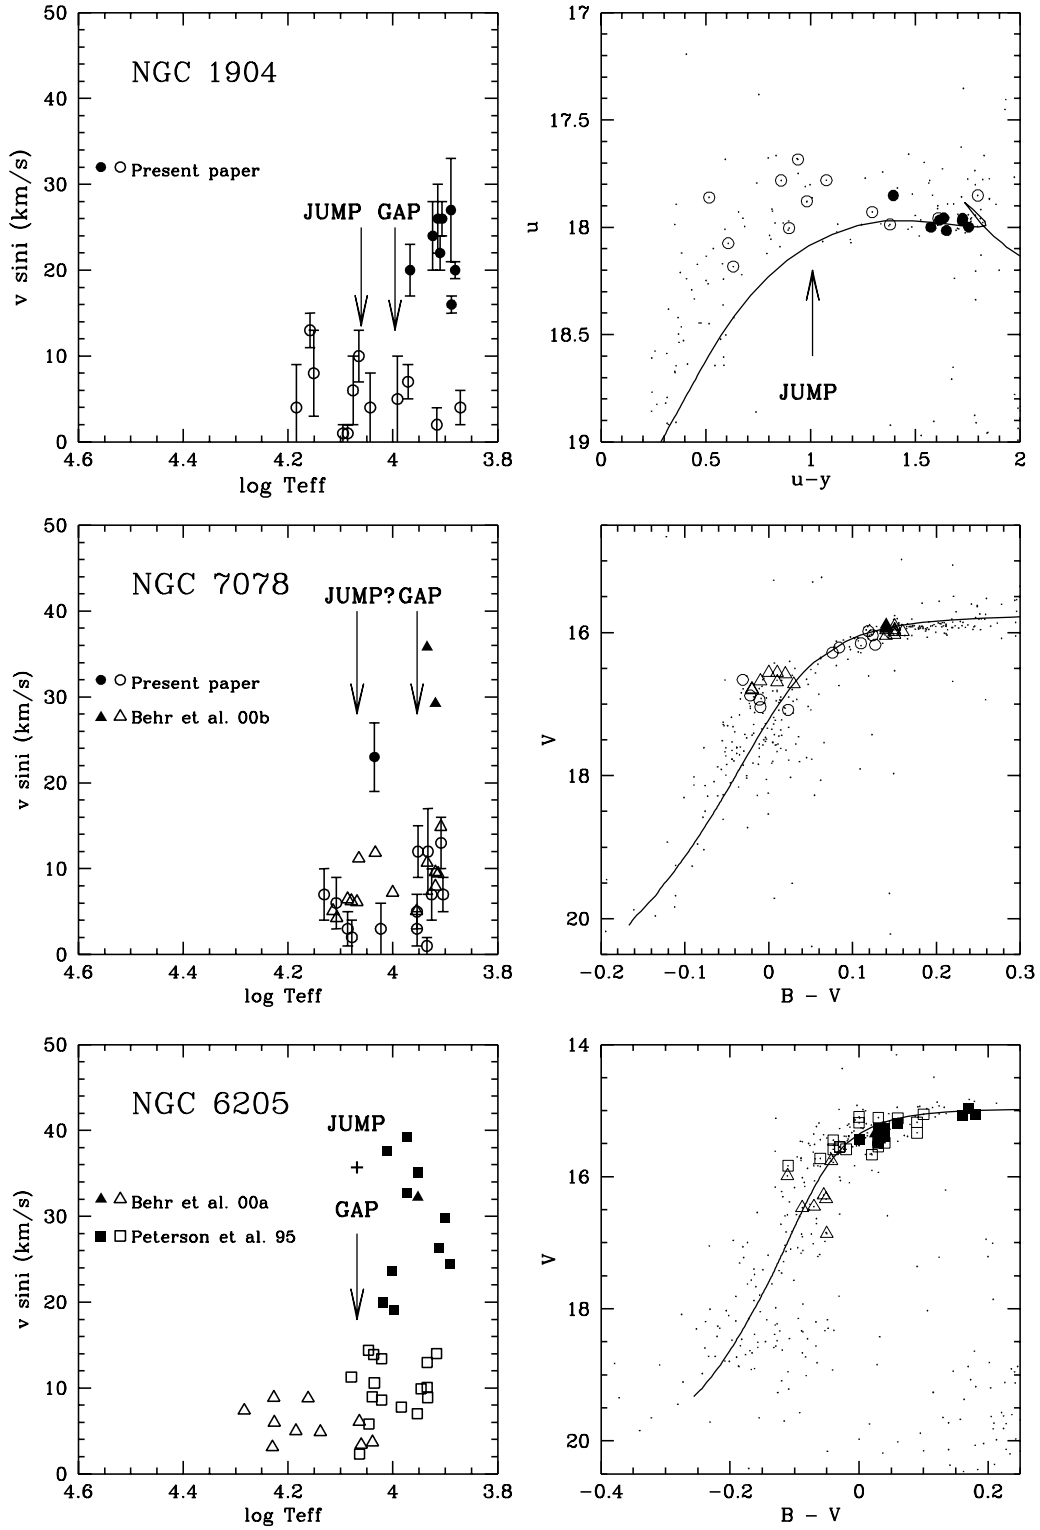 50
40
30
20
10
0
v sini (km/s)
NGC 1904
Present paper
JUMP
GAP
4.6
4.4
4.2
4
3.8
log Teff
17
17.5
18
18.5
19
u
JUMP
0
0.5
1
1.5
2
u-y
50
40
30
20
10
0
v sini (km/s)
NGC 7078
JUMP? GAP
Present paper
Behr et al. 00b
4.6
4.4
4.2
4
3.8
log Teff
16
18
20
V
-0.2
-0.1
0
0.1
0.2
0.3
B - V
50
40
30
20
10
0
v sini (km/s)
NGC 6205
JUMP
+
GAP
Behr et al. 00a
Peterson et al. 95
4.6
4.4
4.2
4
3.8
log Teff
14
16
18
20
V
-0.4
-0.2
0
0.2
B - V